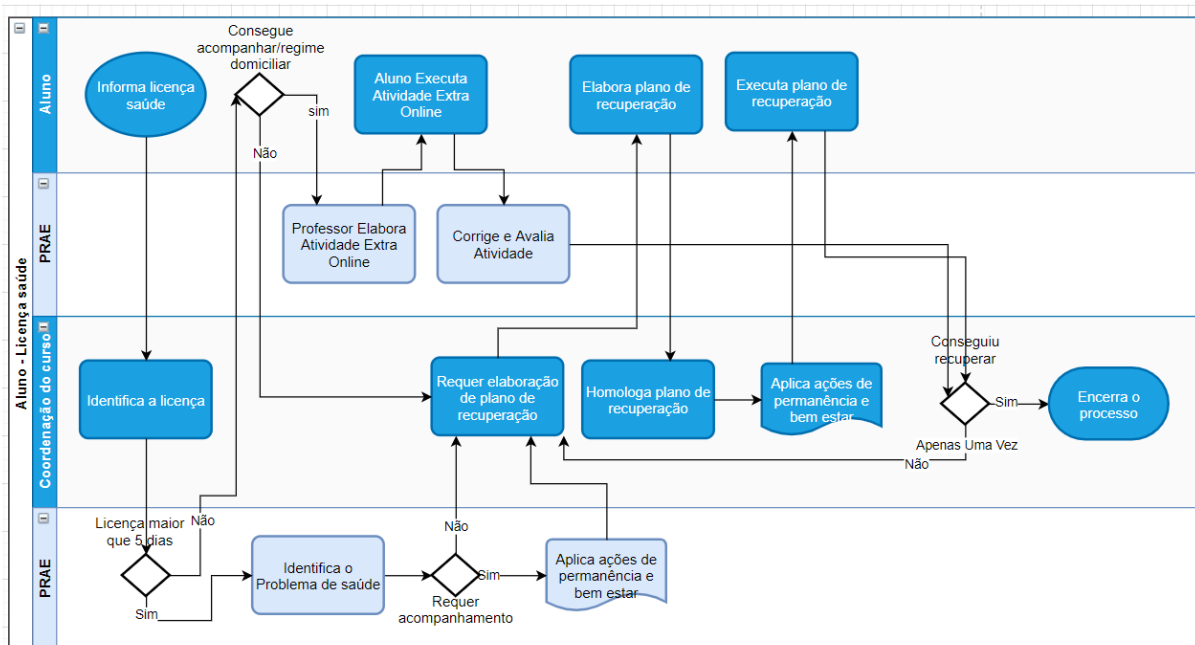 Aluno - Licença saúde
Aluno
Informa licença
saúde
Consegue
acompanhar/regime
domiciliar
sim
Não
Aluno Executa
Atividade Extra
Online
Elabora plano de
recuperação
Executa plano de
recuperação
PRAE
Professor Elabora
Atividade Extra
Online
Corrige e Avalia
Atividade
Coordenação do curso
Identifica a licença
Requer elaboração
de plano de
recuperação
Homologa plano de
recuperação
Aplica ações de
permanência e
bem estar
Conseguiu
recuperar
Sim
Encerra o
processo
Apenas Uma Vez
Não
PRAE
Licença maior
que 5 dias
Não
Sim
Identifica o
Problema de saúde
Não
Sim
Requer
acompanhamento
Aplica ações de
permanência e
bem estar